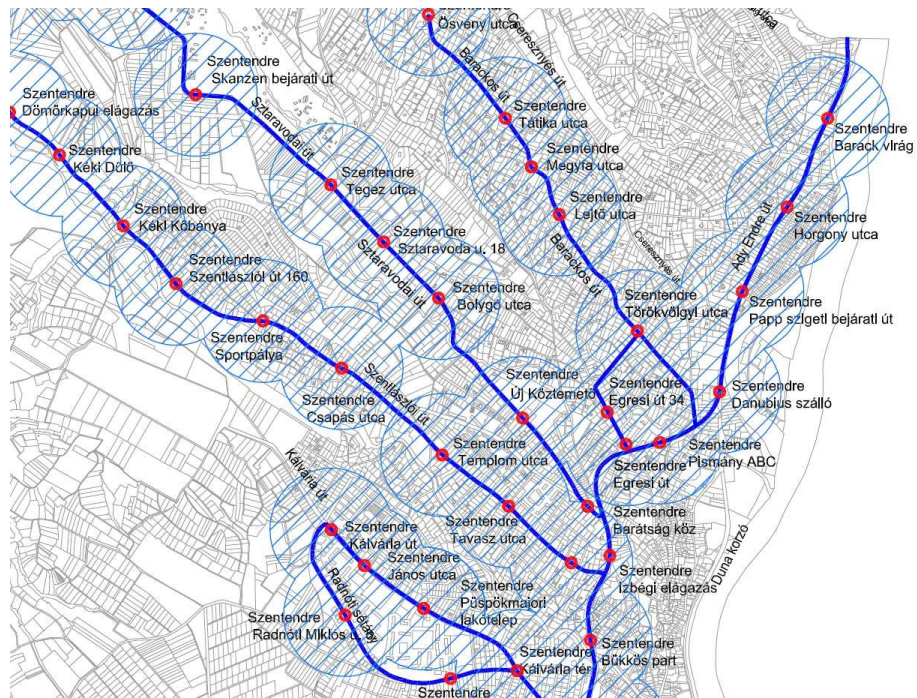 Szentendre
Ösveny utca
Cseresznyés út
Barackos út
Szentendre
Skanzen bejárati út
Szentendre
Dömörkapui elágazás
Szentendre
Kéki Dűlő
Sztaravodai út
Szentendre
Tátika utca
Szentendre
Barack virág
Szentendre
Megyfa utca
Szentendre
Tegez utca
Szentendre
Kéki Kőbánya
Szentendre
Lejtő utca
Szentendre
Horgony utca
Ady Endre út
Szentendre
Sztaravoda u. 18
Sztaravodai út
Cseresznyés út
Barackos út
Szentendre
Szentlászlói út 160
Szentendre
Bolygó utca
Szentendre
Törökvölgyi utca
Szentendre
Papp szigeti bejárati út
Szentendre
Sportpálya
Szentendre
Csapás utca
Szentlászlói út
Szentendre
Új Köztemető
Szentendre
Egresi út 34
Szentendre
Danubius szálló
Szentendre
Pismány ABC
Szentendre
Templom utca
Szentendre
Egresi út
Kálvária út
Szentendre
Tavasz utca
Szentendre
Barátság köz
Szentendre
Kálvária út
Szentendre
János utca
Szentendre
Izbégi elágazás
Duna korzó
Szentendre
Püspökmajori
lakótelep
Radnóti sétány
Szentendre
Radnóti Miklós u.
Szentendre
Bükkös part
Szentendre
Kálvária tér
Szentendre